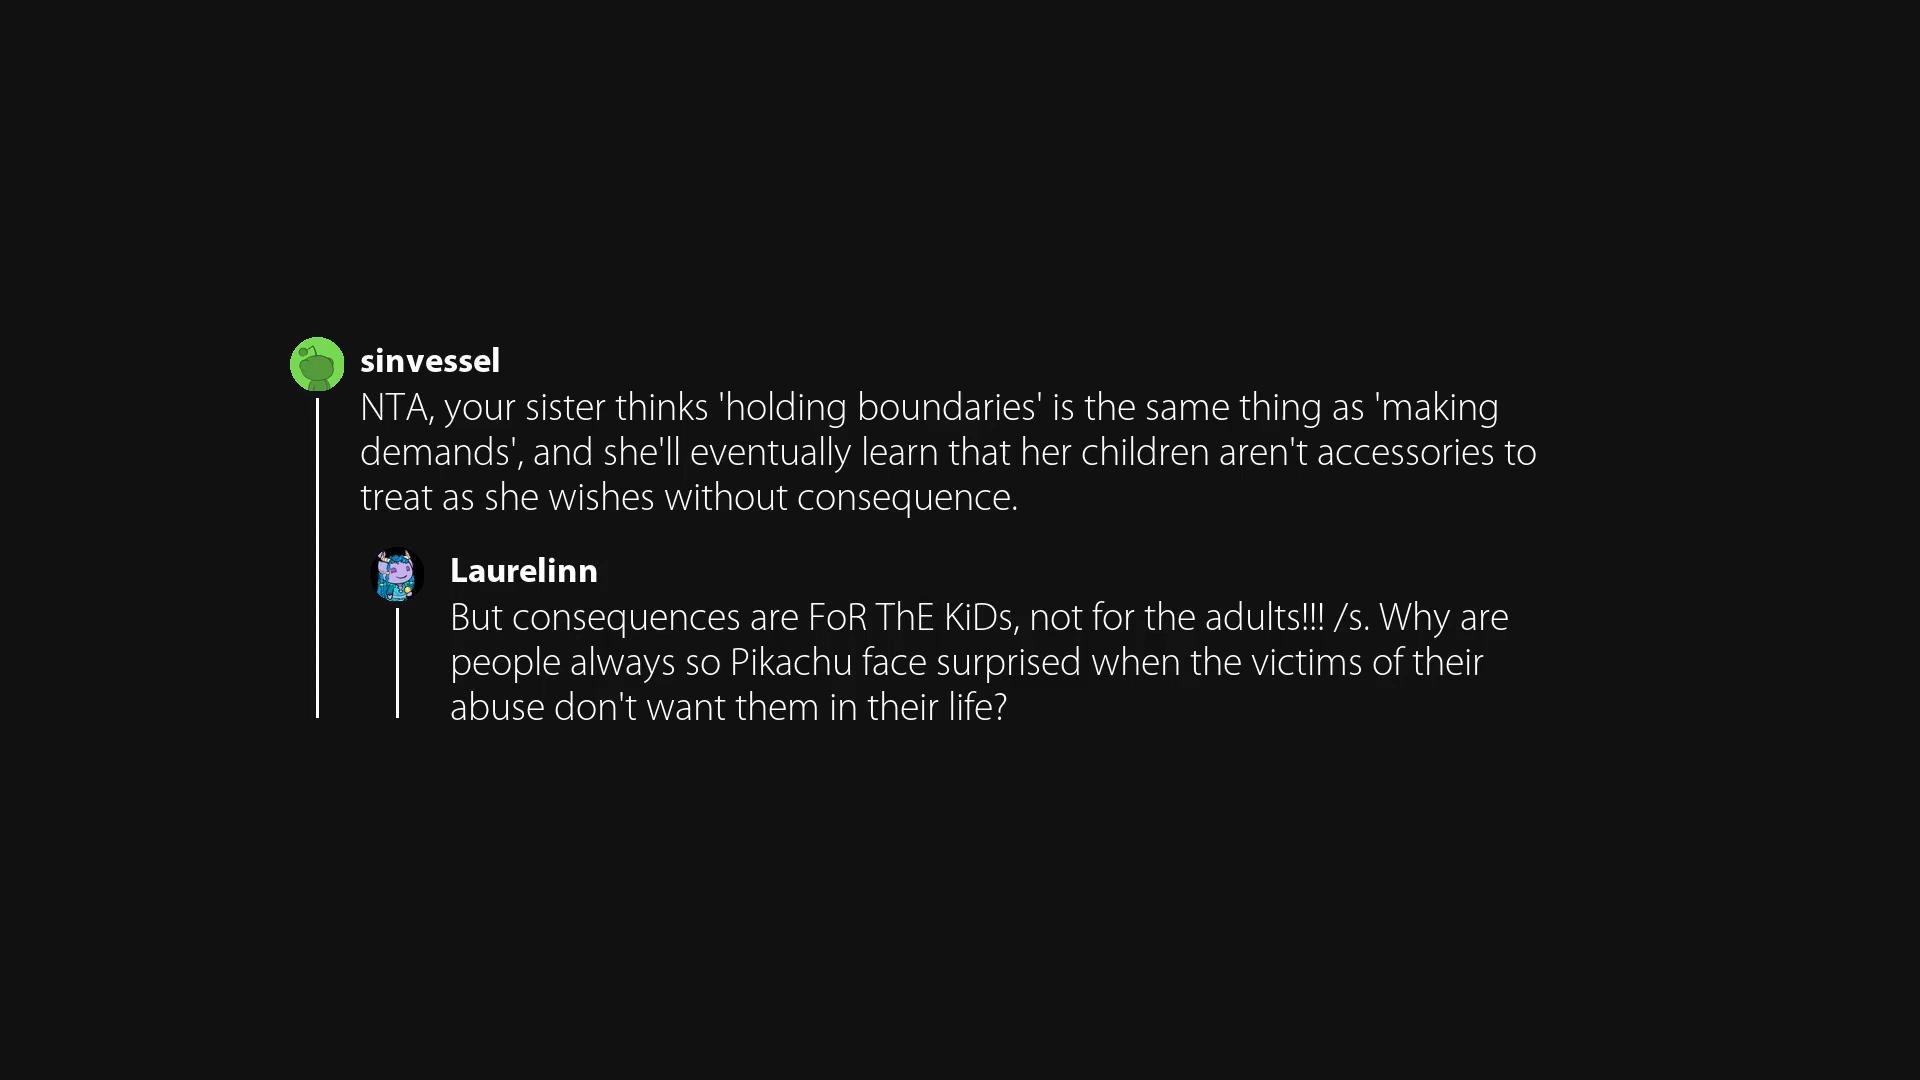 sinvessel
NTA, your sister thinks 'holding boundaries' is the same thing as 'making
demands', and she'll eventually learn that her children aren't accessories to
treat as she wishes without consequence.
Laurelinn
But consequences are FoR ThE KiDs, not for the adults!!! /s. Why are
people always so Pikachu face surprised when the victims of their
abuse don't want them in their life?